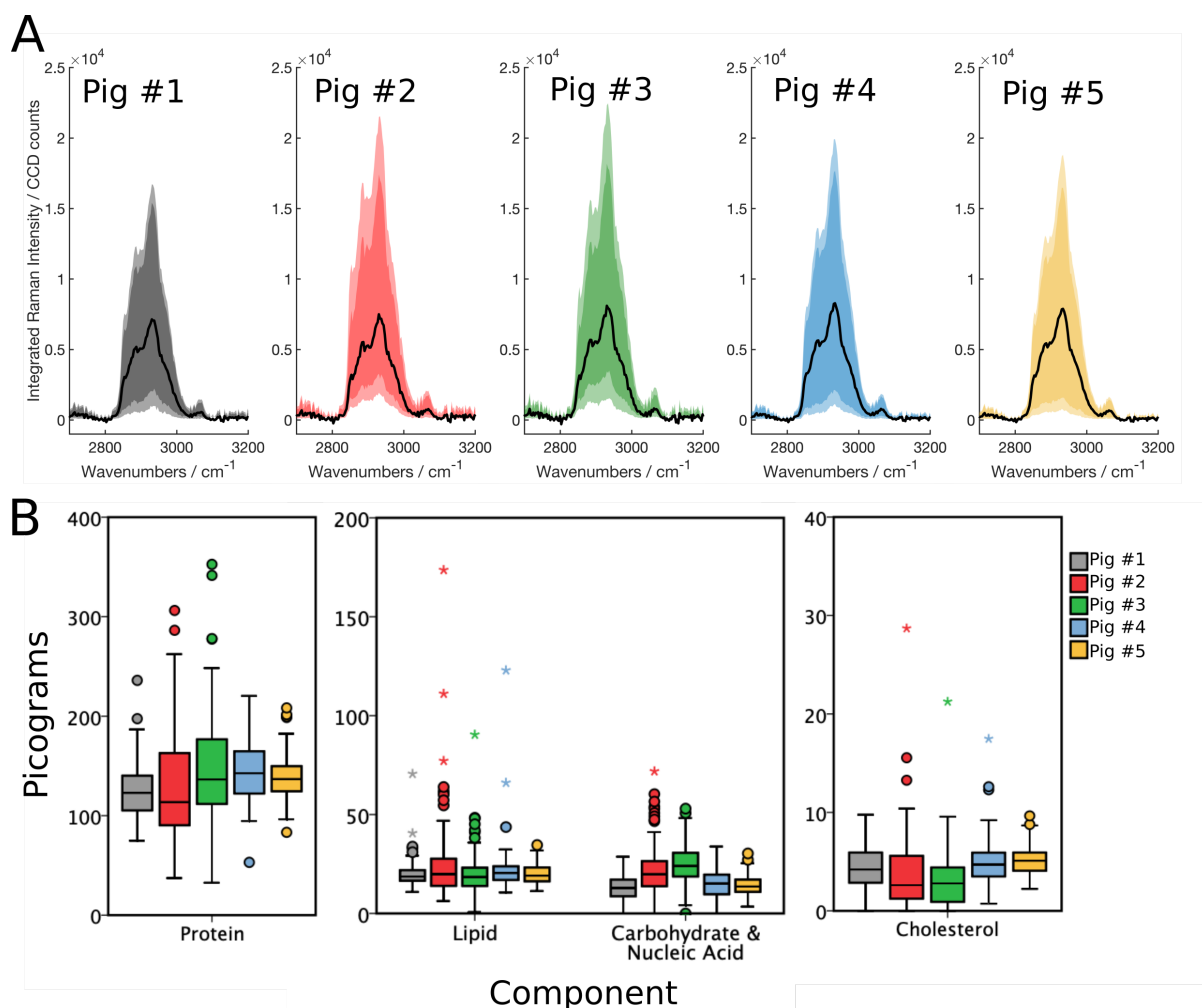 A
×10⁴ ×10⁴ ×10⁴ ×10⁴ ×10⁴
2.5 2.5 2.5 2.5 2.5
Pig #1 Pig #2 Pig #3 Pig #4 Pig #5
Integrated Raman Intensity / CCD counts
2 2 2 2 2
1.5 1.5 1.5 1.5 1.5
1 1 1 1 1
0.5 0.5 0.5 0.5 0.5
0 0 0 0 0
2800 3000 3200 2800 3000 3200 2800 3000 3200 2800 3000 3200 2800 3000 3200
Wavenumbers / cm⁻¹ Wavenumbers / cm⁻¹ Wavenumbers / cm⁻¹ Wavenumbers / cm⁻¹ Wavenumbers / cm⁻¹
B
Picograms
400
300
200
100
0
Protein
200
150
100
50
0
Lipid
Carbohydrate &
Nucleic Acid
40
30
20
10
0
Cholesterol
Pig #1
Pig #2
Pig #3
Pig #4
Pig #5
Component